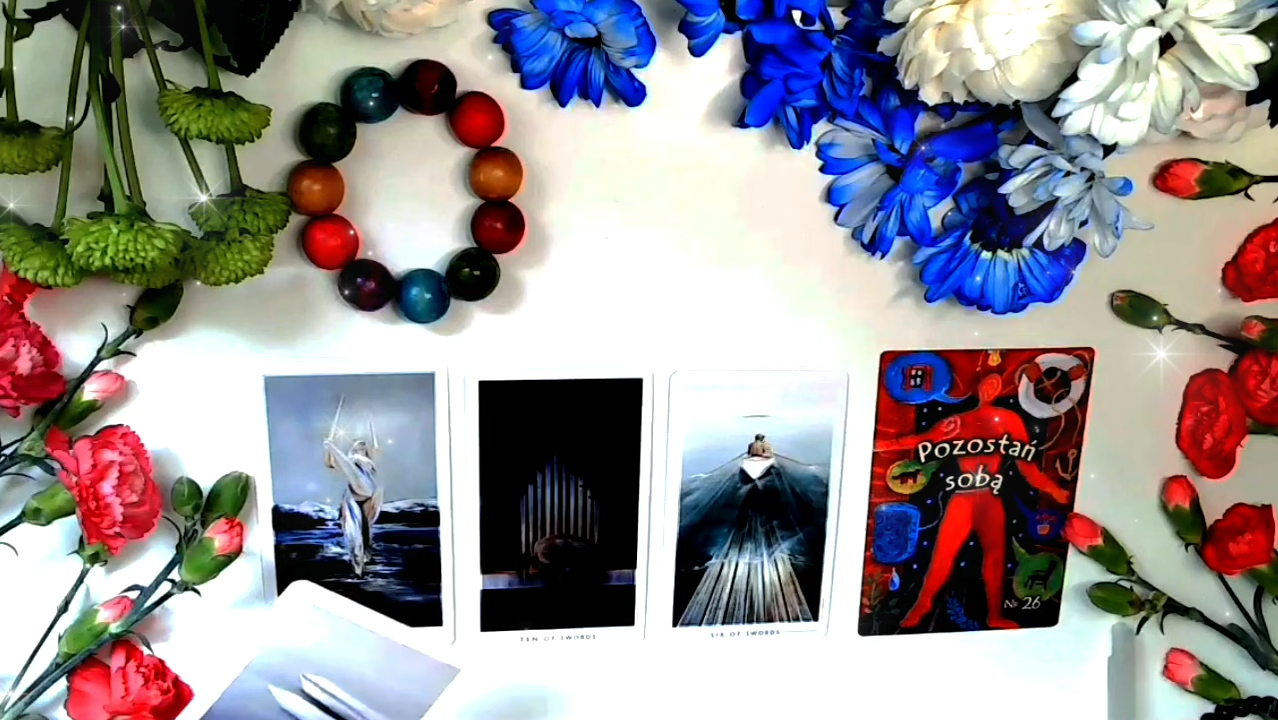 Pozostań
sobą
№ 26
TEN OF SWORDS
SIX OF SWORDS